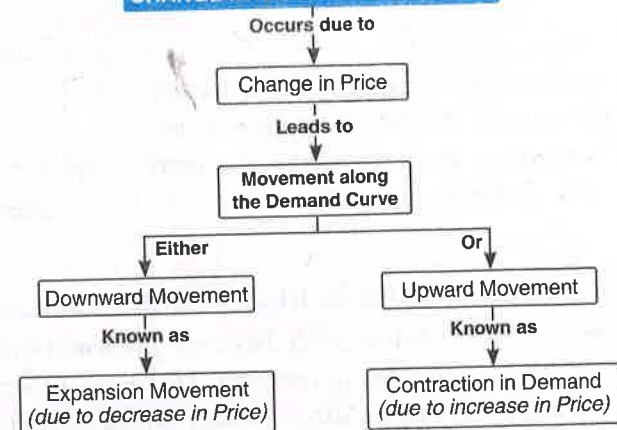 Occurs due to
Change in Price
Leads to
Movement along
the Demand Curve
Either
Or
Downward Movement
Upward Movement
Known as
Known as
Expansion Movement
(due to decrease in Price)
Contraction in Demand
(due to increase in Price)